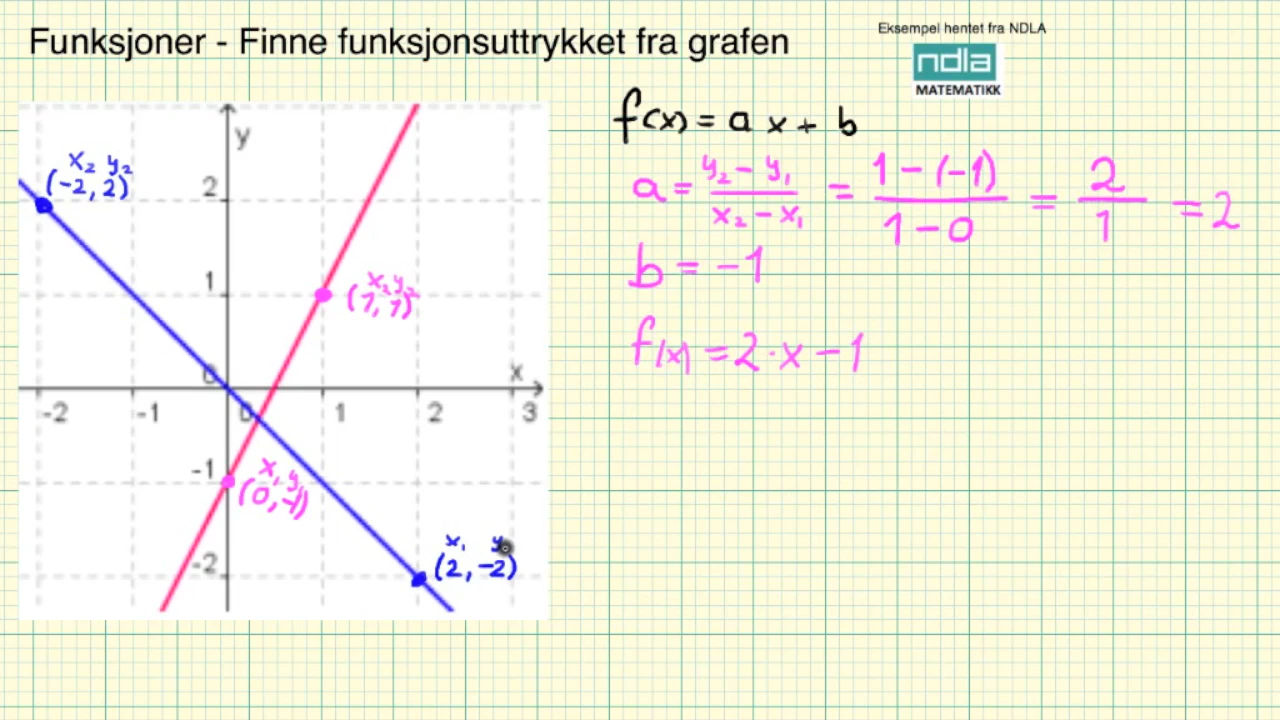 Funksjoner - Finne funksjonsuttrykket fra grafen
Eksempel hentet fra NDLA
ndla
MATEMATIKK
f(x) = a x + b
a = y₂ - y₁ / x₂ - x₁ = 1 - (-1) / 1 - 0 = 2 / 1 = 2
b = -1
f(x) = 2 · x - 1
y
x₂ y₂
(-2, 2)
2
1
x₂ y₂
(1, 1)
0
x
-2 -1 0 1 2 3
-1
x₁ y₁
(0, -1)
x₁ y
(2, -2)
-2